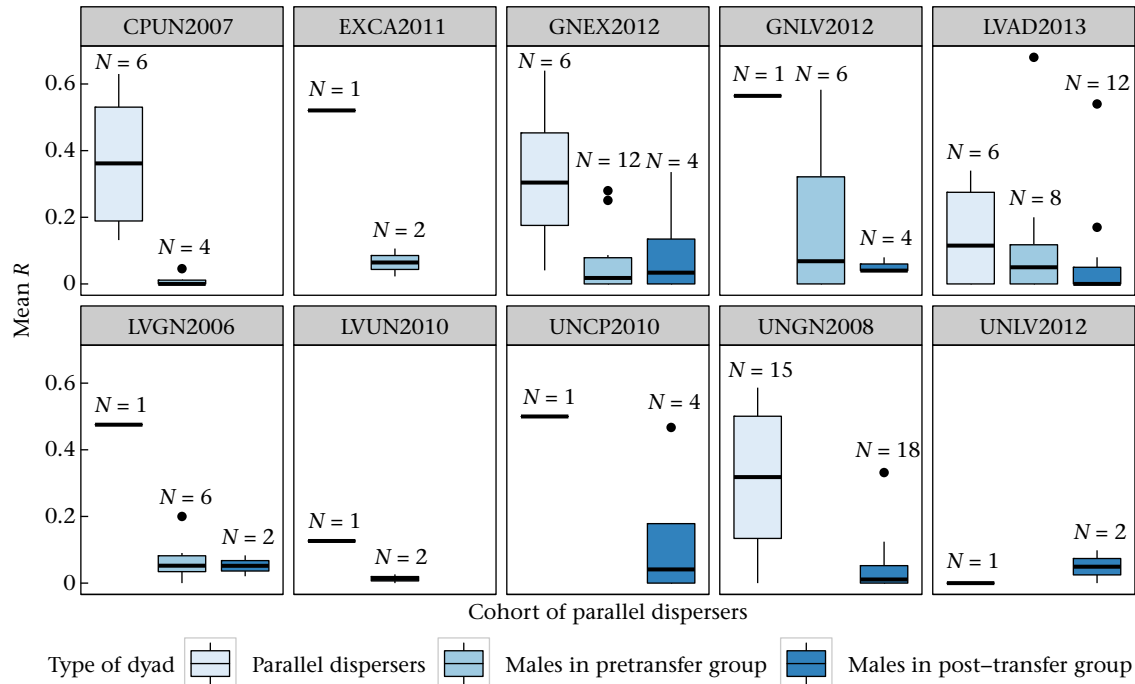 CPUN2007 EXCA2011 GNEX2012 GNLV2012 LVAD2013
N = 6
N = 4
N = 1
N = 2
N = 6
N = 12
N = 4
N = 1
N = 6
N = 4
N = 6
N = 8
N = 12
0.6
0.4
0.2
0
Mean R
LVGN2006 LVUN2010 UNCP2010 UNGN2008 UNLV2012
N = 1
N = 6
N = 2
N = 1
N = 2
N = 1
N = 4
N = 15
N = 18
N = 1
N = 2
0.6
0.4
0.2
0
Cohort of parallel dispersers
Type of dyad Parallel dispersers Males in pretransfer group Males in post–transfer group